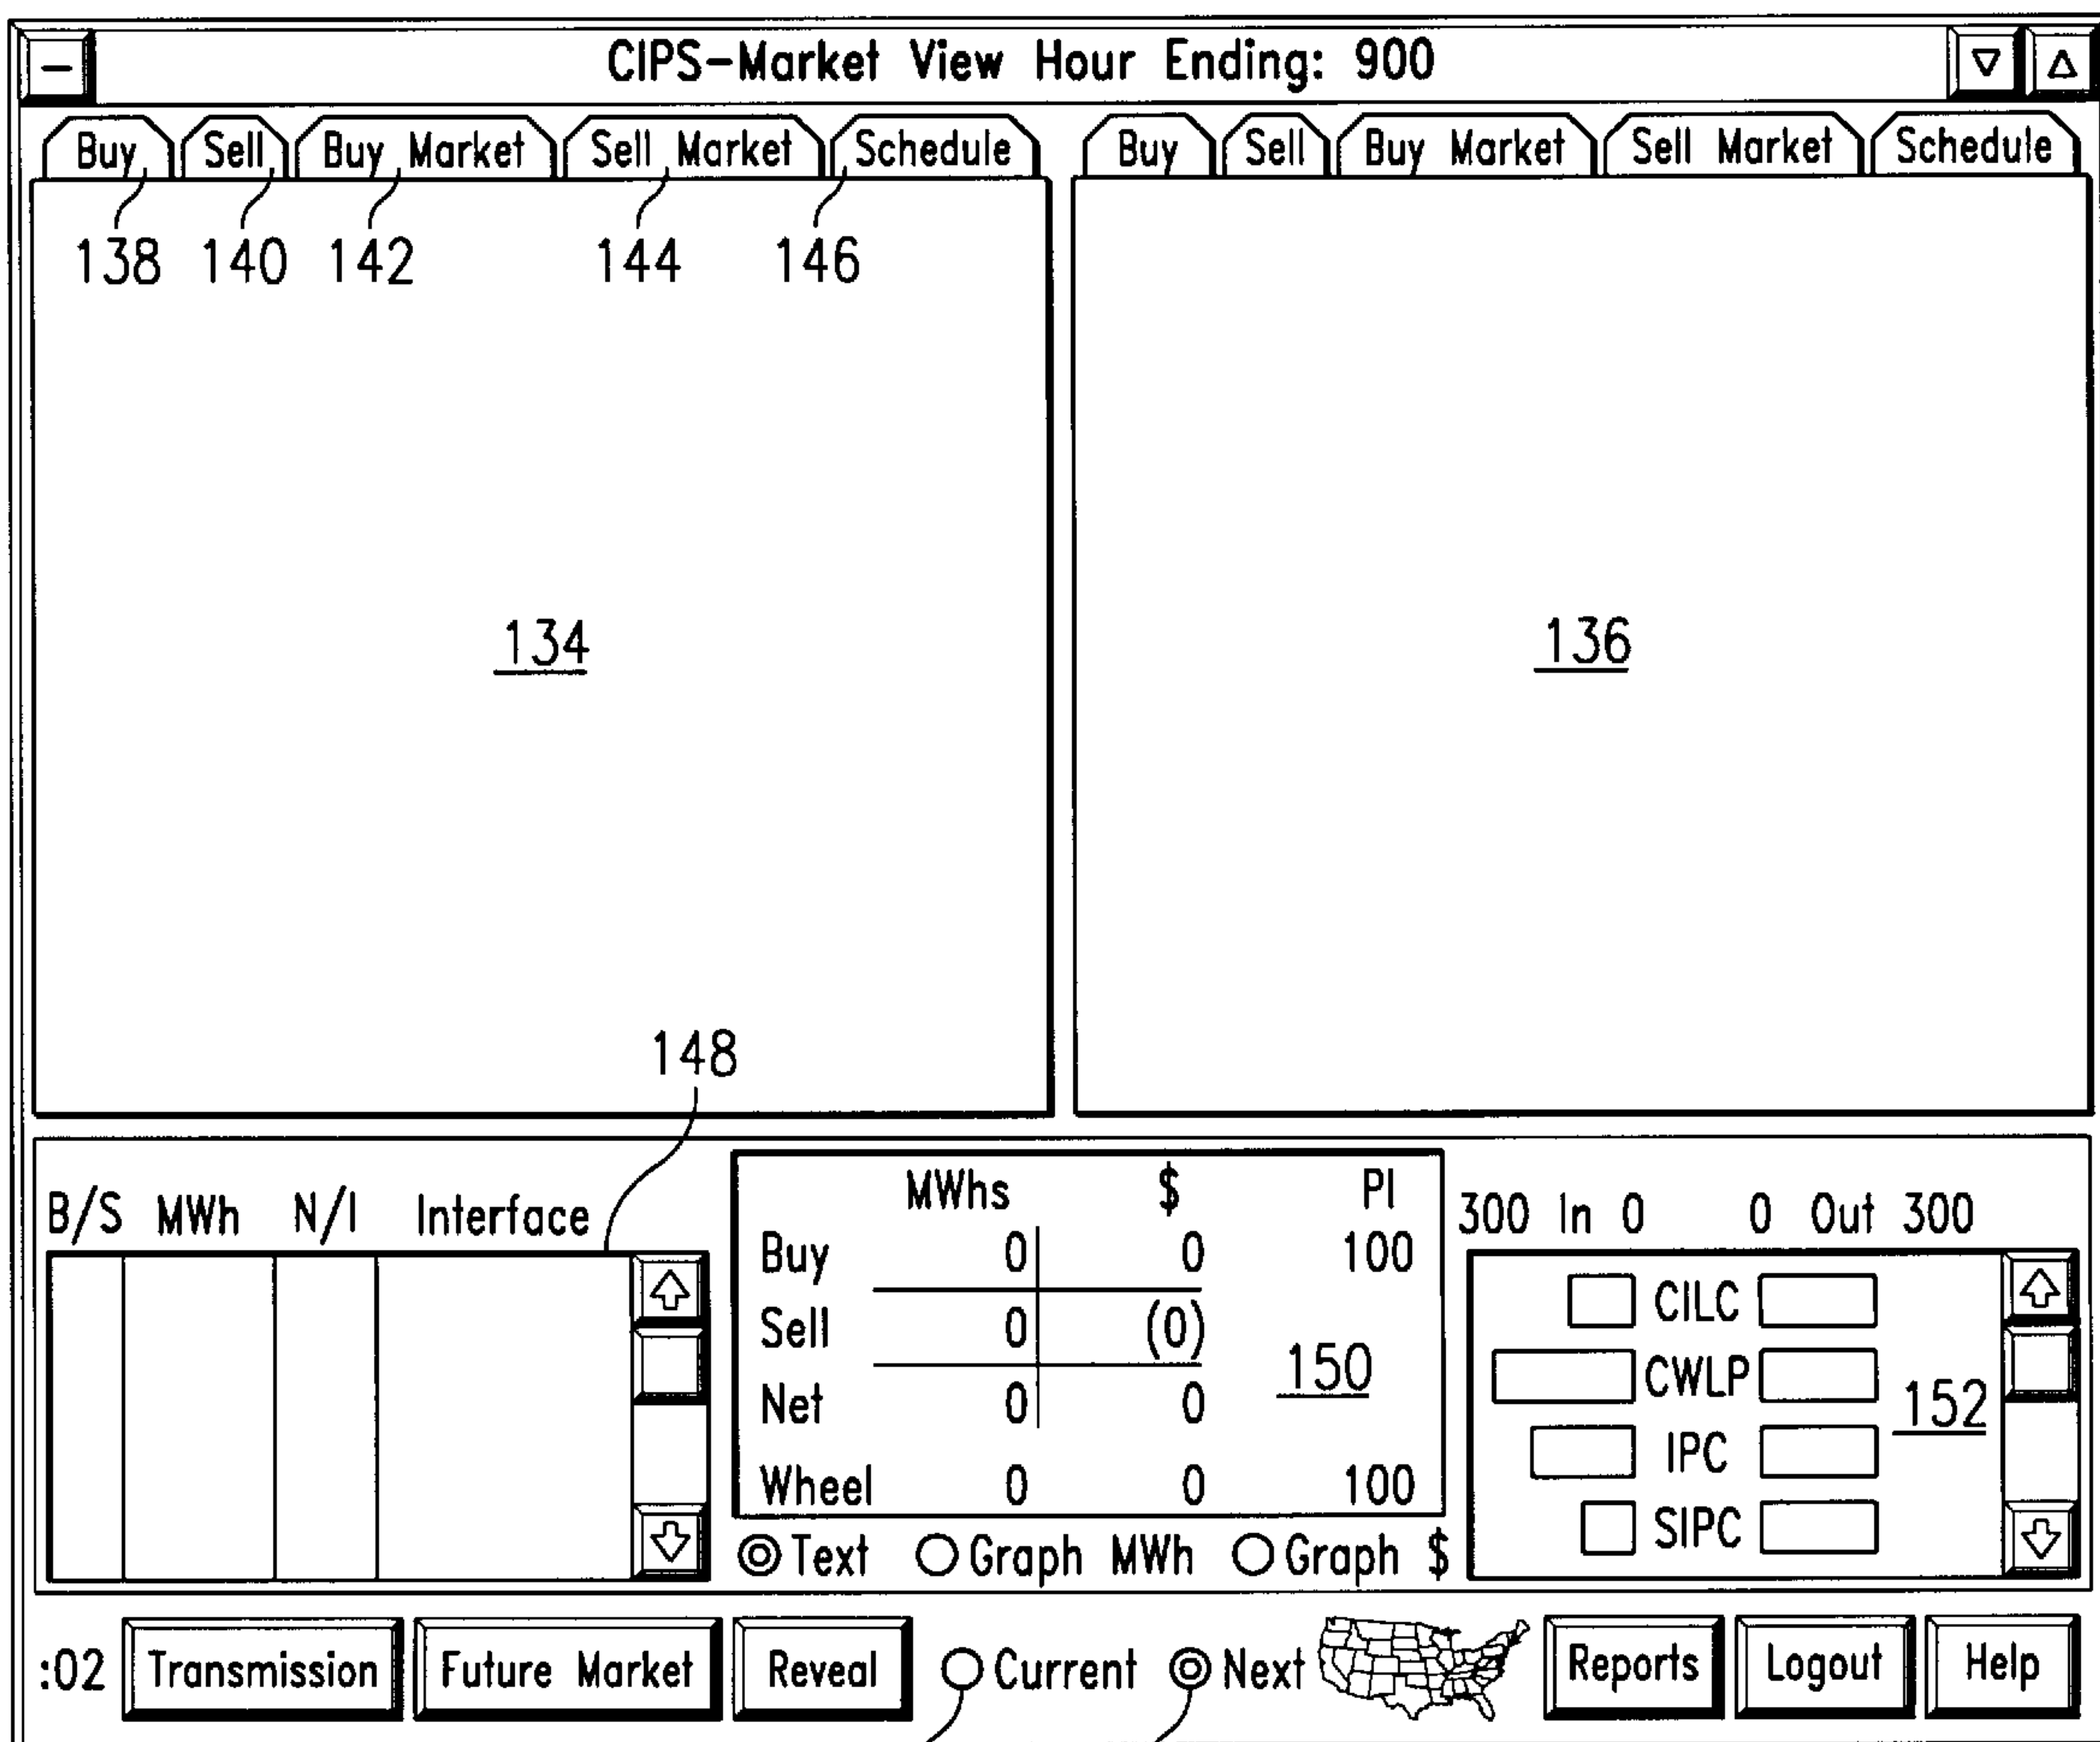 CIPS-Market View Hour Ending: 900
Buy Sell Buy Market Sell Market Schedule Buy Sell Buy Market Sell Market Schedule
138 140 142 144 146
134 136
148
B/S MWh N/I Interface
MWhs $ PI
Buy 0 0 100
Sell 0 (0)
Net 0 0
150
Wheel 0 0 100
Text Graph MWh Graph $
300 In 0 0 Out 300
CILC
CWLP
152
IPC
SIPC
:02 Transmission Future Market Reveal Current Next Reports Logout Help